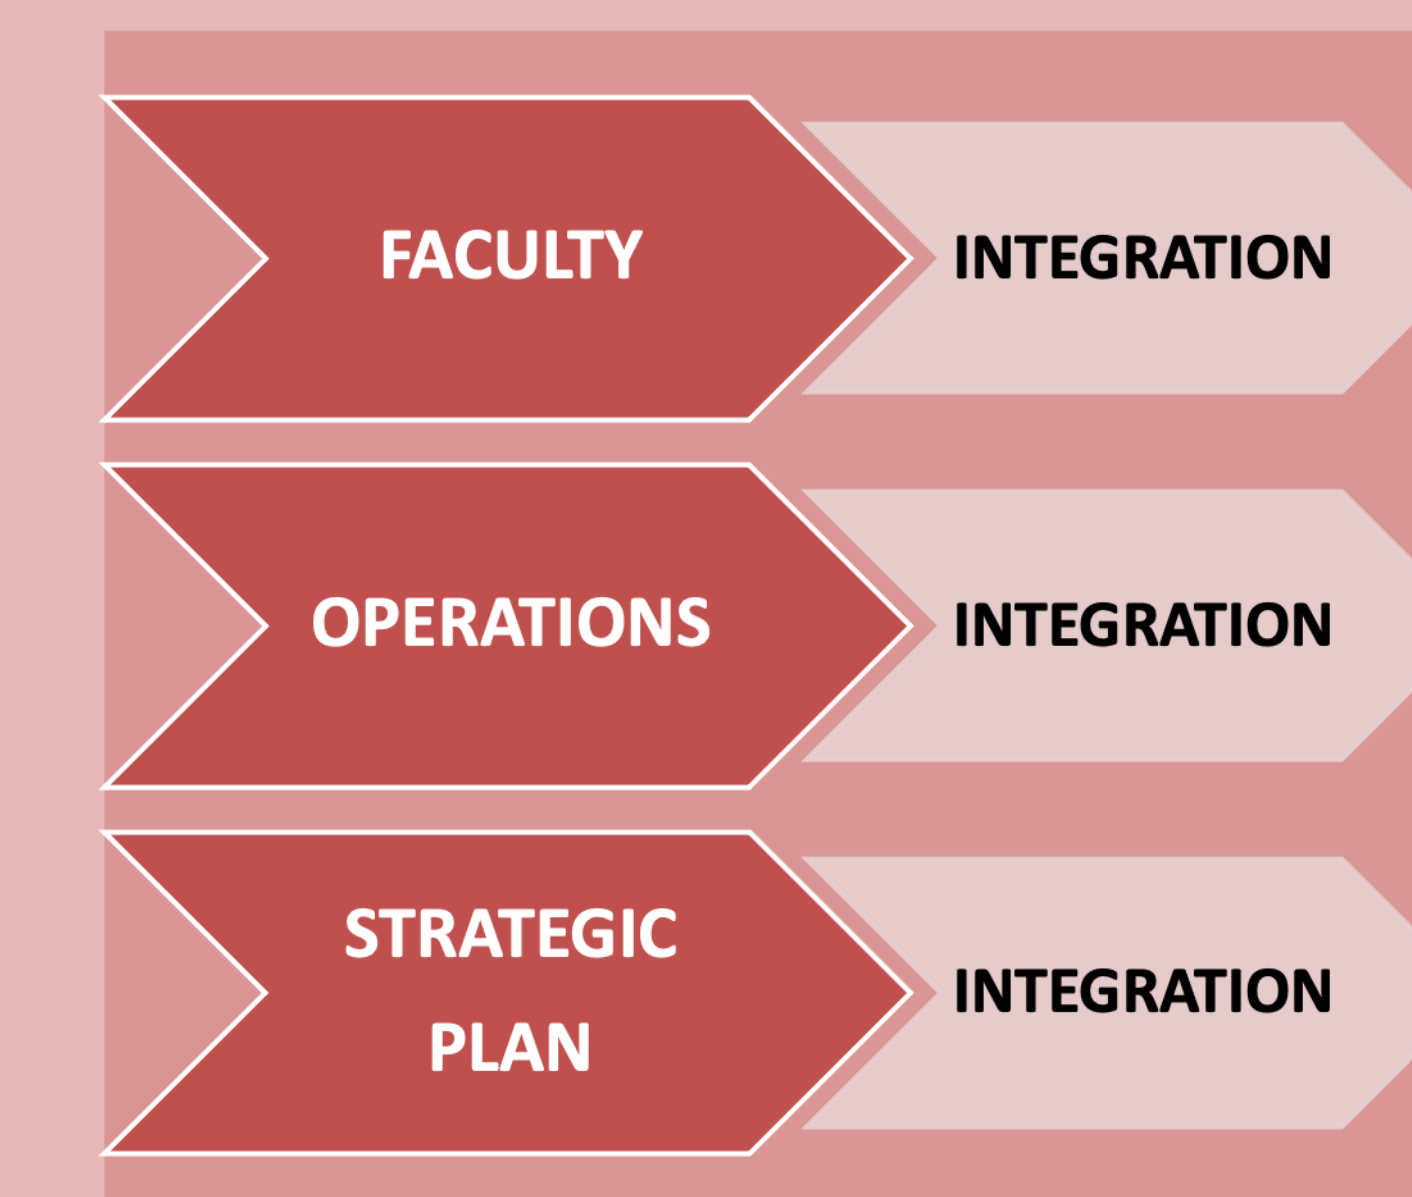 FACULTY
INTEGRATION
OPERATIONS
INTEGRATION
STRATEGIC
PLAN
INTEGRATION